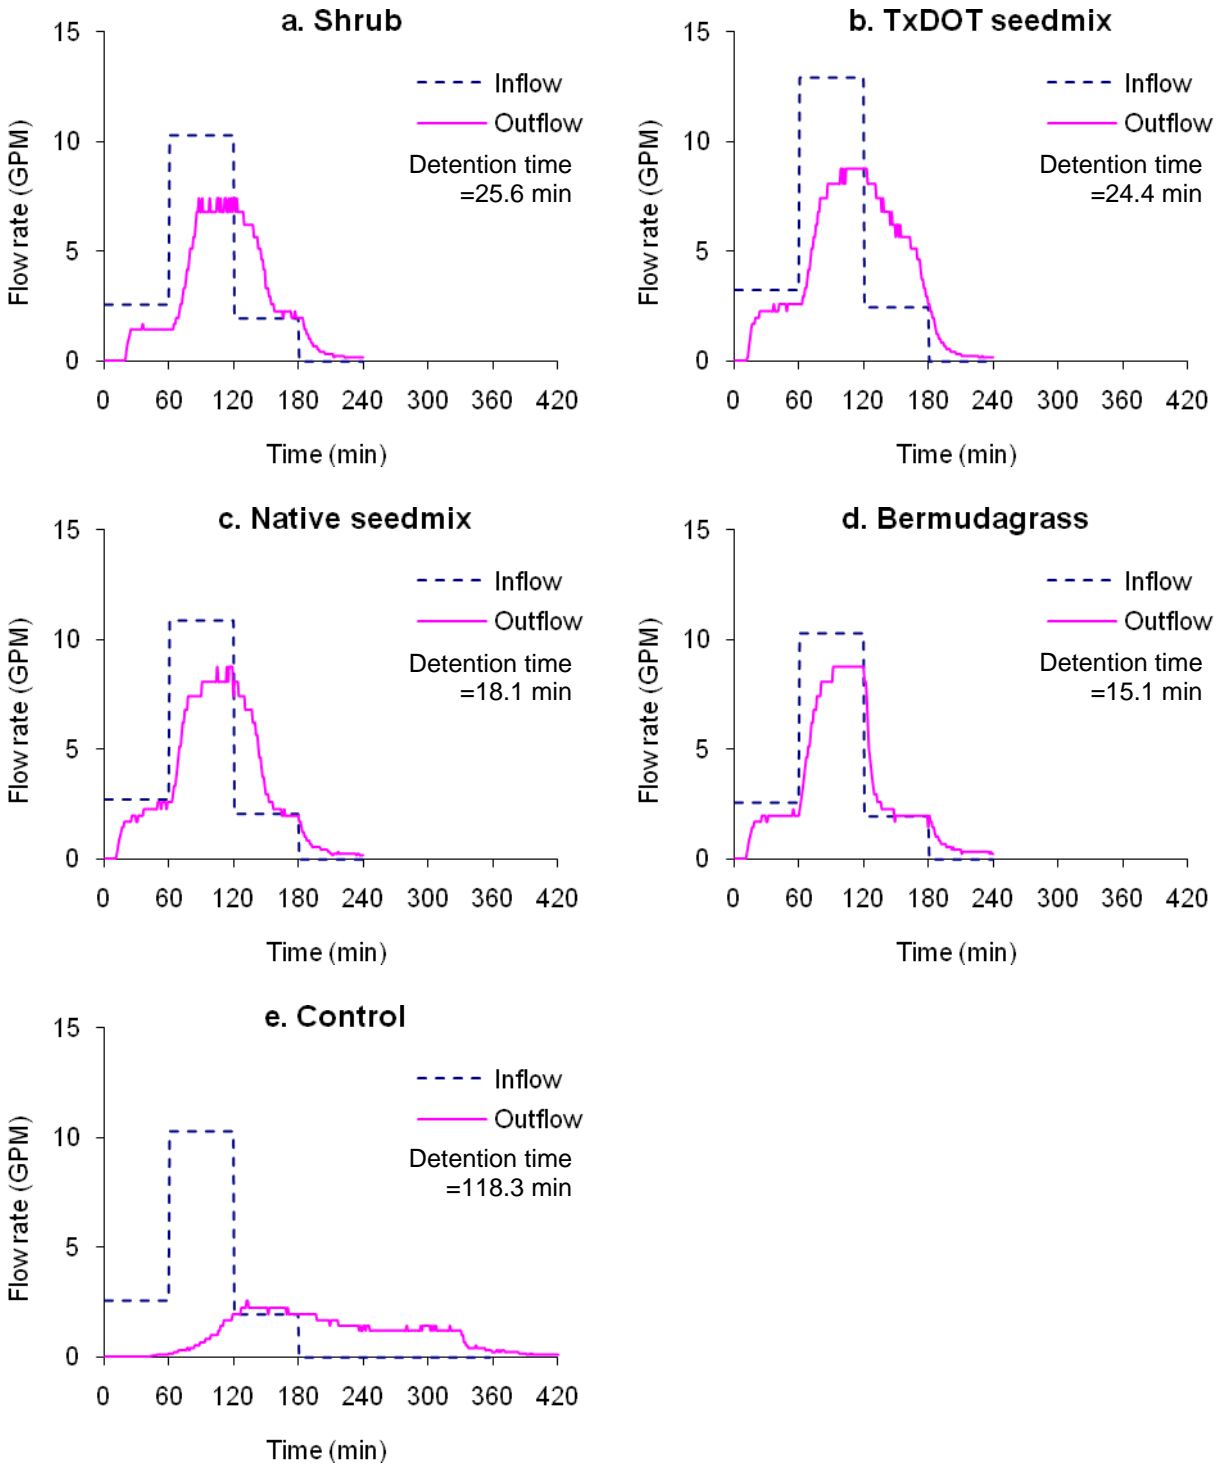 a. Shrub
15
10
5
0
Flow rate (GPM)
Inflow
Outflow
Detention time
=25.6 min
0 60 120 180 240 300 360 420
Time (min)
b. TxDOT seedmix
15
10
5
0
Flow rate (GPM)
Inflow
Outflow
Detention time
=24.4 min
0 60 120 180 240 300 360 420
Time (min)
c. Native seedmix
15
10
5
0
Flow rate (GPM)
Inflow
Outflow
Detention time
=18.1 min
0 60 120 180 240 300 360 420
Time (min)
d. Bermudagrass
15
10
5
0
Flow rate (GPM)
Inflow
Outflow
Detention time
=15.1 min
0 60 120 180 240 300 360 420
Time (min)
e. Control
15
10
5
0
Flow rate (GPM)
Inflow
Outflow
Detention time
=118.3 min
0 60 120 180 240 300 360 420
Time (min)